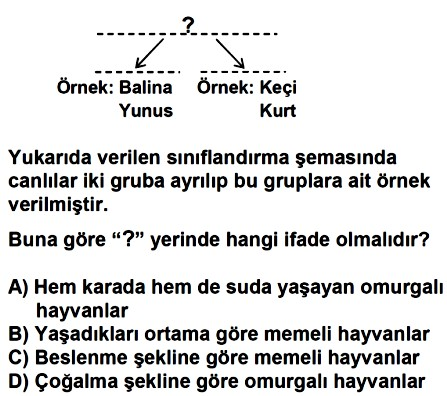 ?
Örnek: Balina Örnek: Keçi
Yunus Kurt
Yukarıda verilen sınıflandırma şemasında
canlılar iki gruba ayrılıp bu gruplara ait örnek
verilmiştir.
Buna göre “?” yerinde hangi ifade olmalıdır?
A) Hem karada hem de suda yaşayan omurgalı
hayvanlar
B) Yaşadıkları ortama göre memeli hayvanlar
C) Beslenme şekline göre memeli hayvanlar
D) Çoğalma şekline göre omurgalı hayvanlar